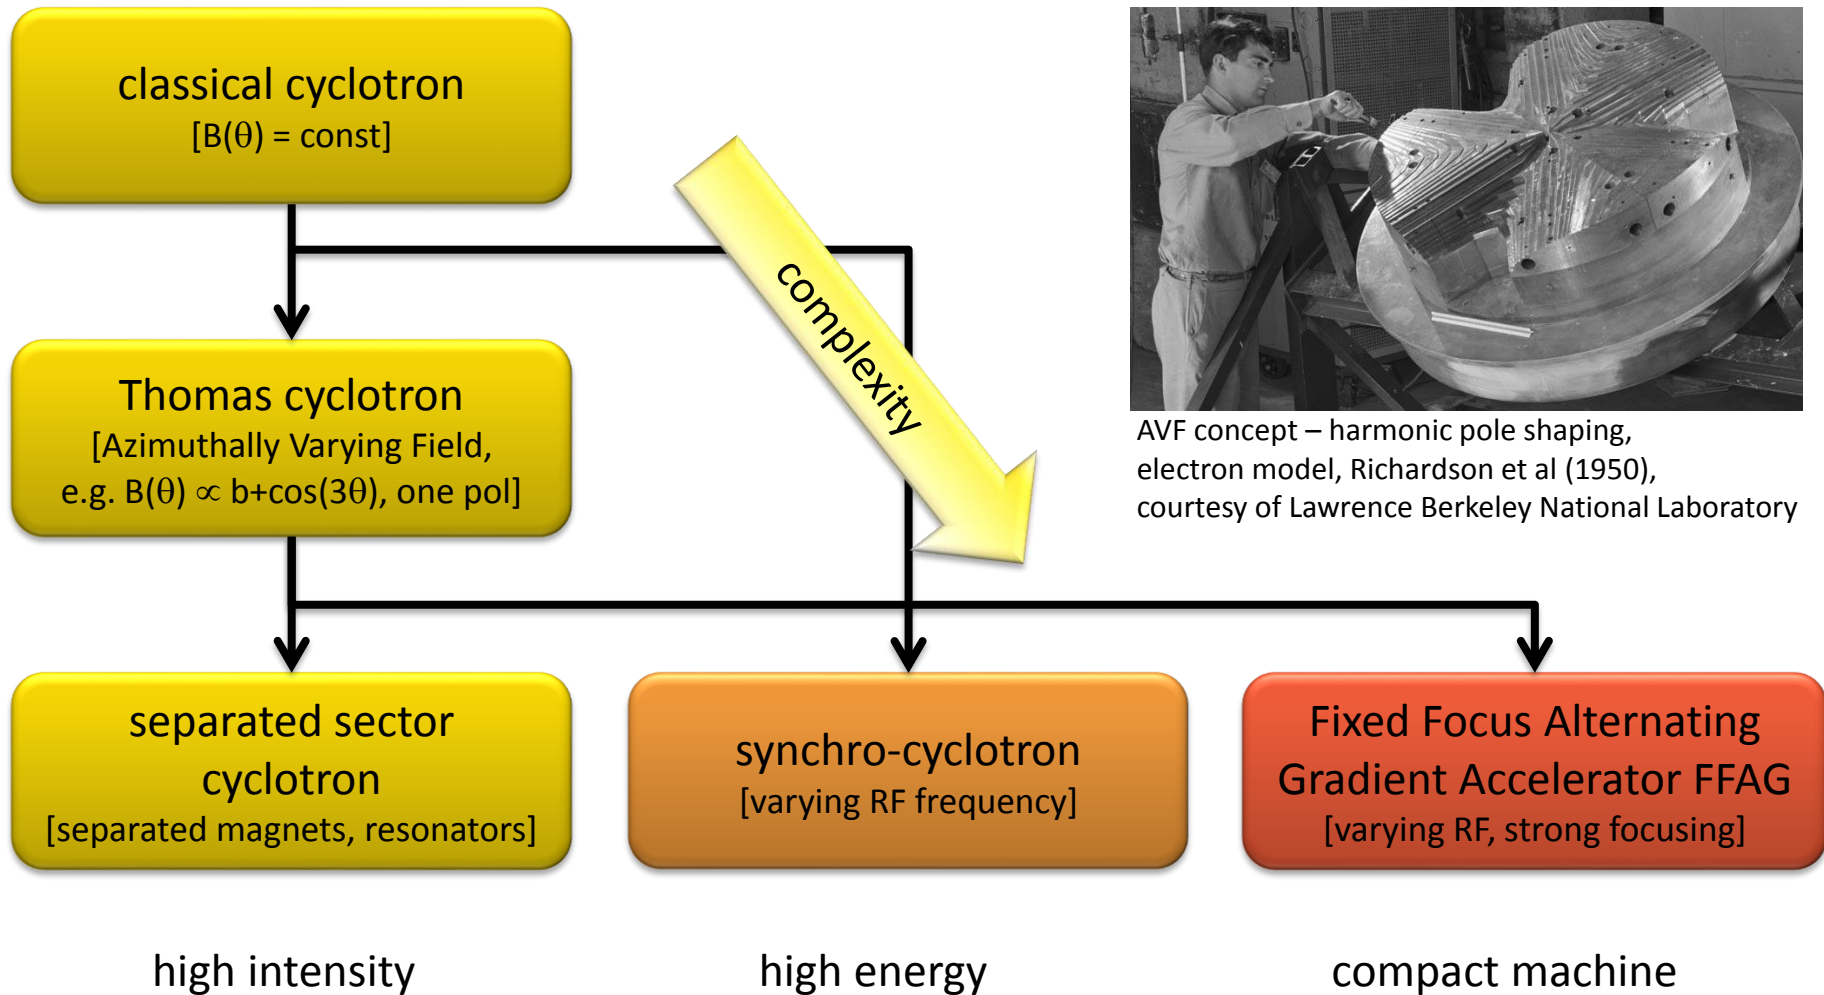 classical cyclotron
[B(θ) = const]
complexity
Thomas cyclotron
[Azimuthally Varying Field,
e.g. B(θ) ∝ b+cos(3θ), one pol]
AVF concept – harmonic pole shaping,
electron model, Richardson et al (1950),
courtesy of Lawrence Berkeley National Laboratory
separated sector
cyclotron
[separated magnets, resonators]
synchro-cyclotron
[varying RF frequency]
Fixed Focus Alternating
Gradient Accelerator FFAG
[varying RF, strong focusing]
high intensity
high energy
compact machine